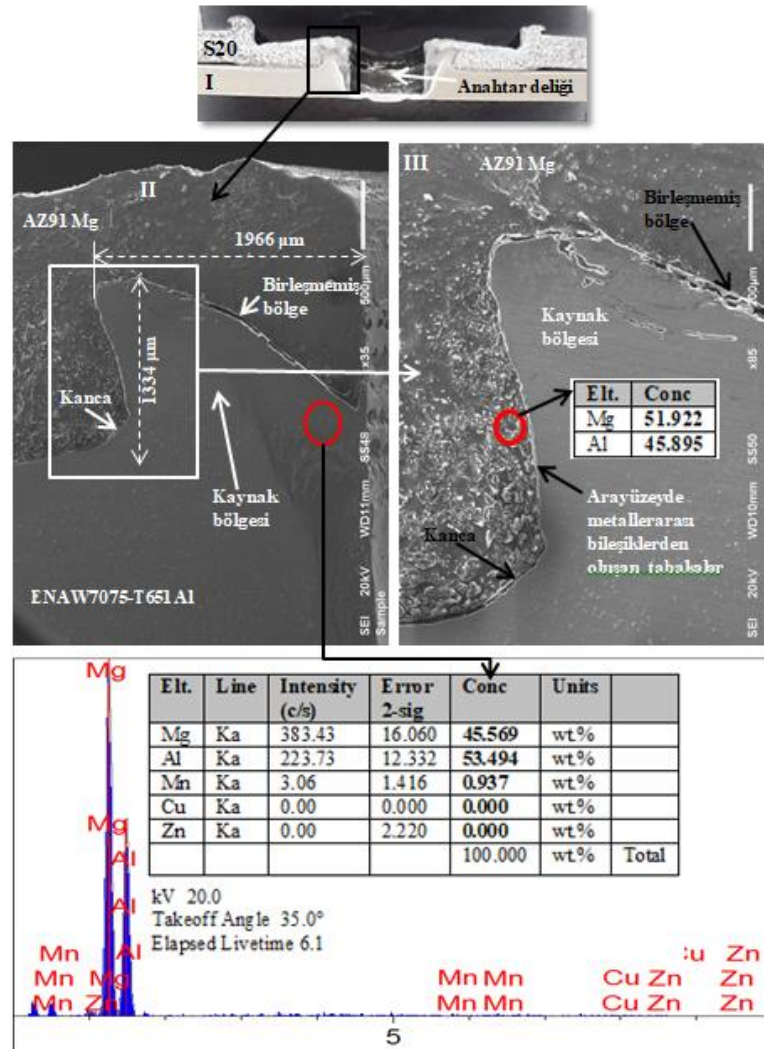 S20
I
Anahtar deliği
II
AZ91 Mg
1966 µm
Birleşmemiş
bölge
1334 µm
Kanca
Kaynak
bölgesi
ENAW7075-T651 Al
SEI 20kV WD11mm SS48 x35 500µm
Sample
III
AZ91 Mg
Birleşmemiş
bölge
Kaynak
bölgesi
Elt. Conc
Mg 51.922
Al 45.895
Arayüzeyde
metallerarası
bileşiklerden
oluşan tabakalar
Kanca
SEI 20kV WD10mm SS50 x85 200µm
Elt. Line Intensity Error Conc Units
(c/s) 2-sig
Mg Ka 383.43 16.060 45.569 wt.%
Al Ka 223.73 12.332 53.494 wt.%
Mn Ka 3.06 1.416 0.937 wt.%
Cu Ka 0.00 0.000 0.000 wt.%
Zn Ka 0.00 2.220 0.000 wt.%
100.000 wt.% Total
kV 20.0
Takeoff Angle 35.0°
Elapsed Livetime 6.1
Mg
Mg
Al
Al
Mn Al
Mn Mg
Mn Zn
Mn Mn
Mn Mn
Cu Zn
Cu Zn
Zn
Zn
Zn
5